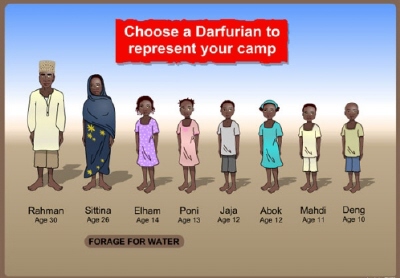 Choose a Darfurian to
represent your camp
Rahman Sittina Elham Poni Jaja Abok Mahdi Deng
Age 30 Age 26 Age 14 Age 13 Age 12 Age 12 Age 11 Age 10
FORAGE FOR WATER